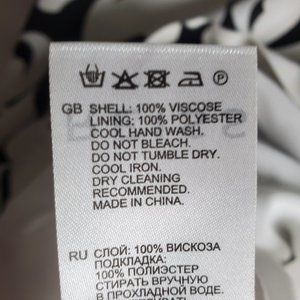 P
GB SHELL: 100% VISCOSE
LINING: 100% POLYESTER
COOL HAND WASH.
DO NOT BLEACH.
DO NOT TUMBLE DRY.
COOL IRON.
DRY CLEANING
RECOMMENDED.
MADE IN CHINA.
RU СЛОЙ: 100% ВИСКОЗА
ПОДКЛАДКА:
100% ПОЛИЭСТЕР
СТИРАТЬ ВРУЧНУЮ
В ПРОХЛАДНОЙ ВОДЕ.